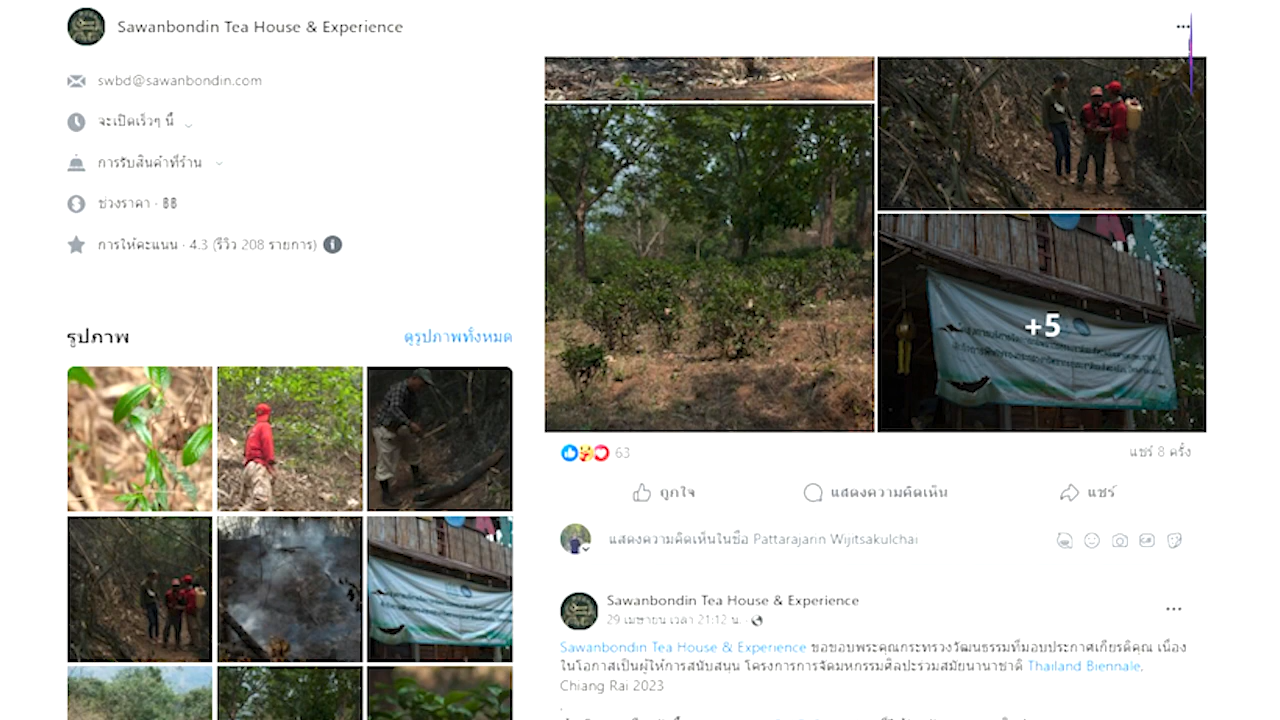 Sawanbondin Tea House & Experience
swbd@sawanbondin.com
จะเปิดเร็วๆ นี้
การรับสินค้าที่ร้าน
ช่วงราคา · ฿฿
การให้คะแนน · 4.3 (รีวิว 208 รายการ)
รูปภาพ
ดูรูปภาพทั้งหมด
+5
63
แชร์ 8 ครั้ง
ถูกใจ
แสดงความคิดเห็น
แชร์
แสดงความคิดเห็นในชื่อ Pattarajarin Wijitsakulchai
Sawanbondin Tea House & Experience
29 เมษายน เวลา 21:12 น.
Sawanbondin Tea House & Experience ขอขอบพระคุณกระทรวงวัฒนธรรมที่มอบประกาศเกียรติคุณ เนื่อง
ในโอกาสเป็นผู้ให้การสนับสนุน โครงการการจัดมหกรรมศิลปะร่วมสมัยนานาชาติ Thailand Biennale,
Chiang Rai 2023
.